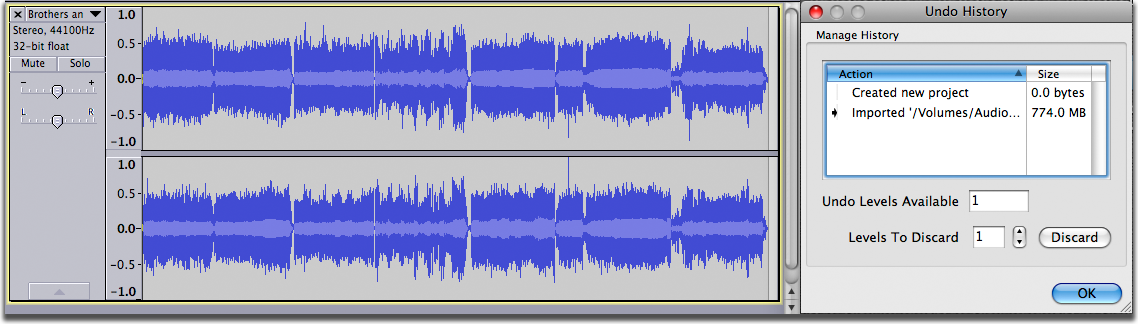 Brothers an
Stereo, 44100Hz
32-bit float
Mute Solo
- +
L R
1.0
0.5
0.0-
-0.5
-1.0
1.0
0.5
0.0-
-0.5
-1.0
Undo History
Manage History
Action Size
Created new project 0.0 bytes
Imported '/Volumes/Audio... 774.0 MB
Undo Levels Available 1
Levels To Discard 1 Discard
OK